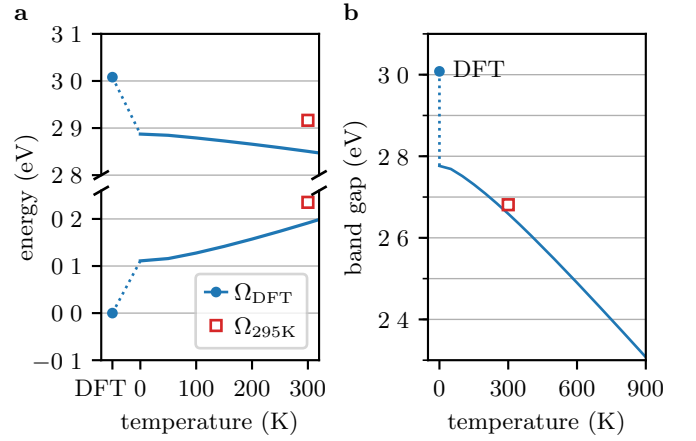 a
b
3 1
3 0
2 9
2 8
0 2
0 1
0 0
−0 1
energy (eV)
Ω_DFT
Ω_295K
DFT 0 100 200 300
temperature (K)
3 0
2 8
2 6
2 4
band gap (eV)
DFT
0 300 600 900
temperature (K)